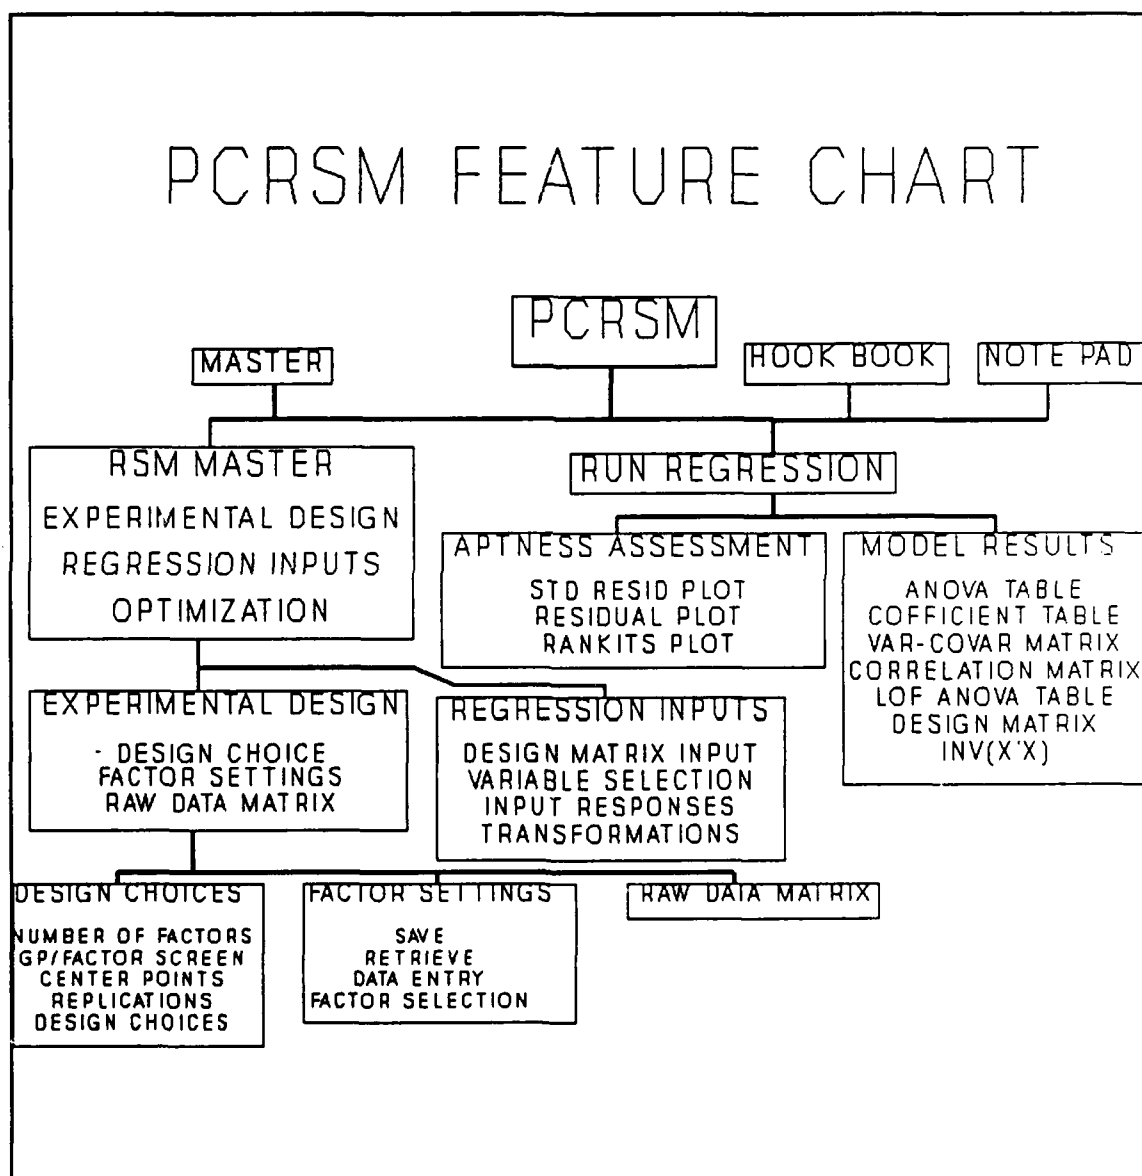 PCRSM FEATURE CHART
PCRSM
MASTER
HOOK BOOK
NOTE PAD
RSM MASTER
EXPERIMENTAL DESIGN
REGRESSION INPUTS
OPTIMIZATION
RUN REGRESSION
APTNESS ASSESSMENT
STD RESID PLOT
RESIDUAL PLOT
RANKITS PLOT
MODEL RESULTS
ANOVA TABLE
COFFICIENT TABLE
VAR-COVAR MATRIX
CORRELATION MATRIX
LOF ANOVA TABLE
DESIGN MATRIX
INV(X'X)
EXPERIMENTAL DESIGN
- DESIGN CHOICE
FACTOR SETTINGS
RAW DATA MATRIX
REGRESSION INPUTS
DESIGN MATRIX INPUT
VARIABLE SELECTION
INPUT RESPONSES
TRANSFORMATIONS
DESIGN CHOICES
NUMBER OF FACTORS
GP/FACTOR SCREEN
CENTER POINTS
REPLICATIONS
DESIGN CHOICES
FACTOR SETTINGS
SAVE
RETRIEVE
DATA ENTRY
FACTOR SELECTION
RAW DATA MATRIX